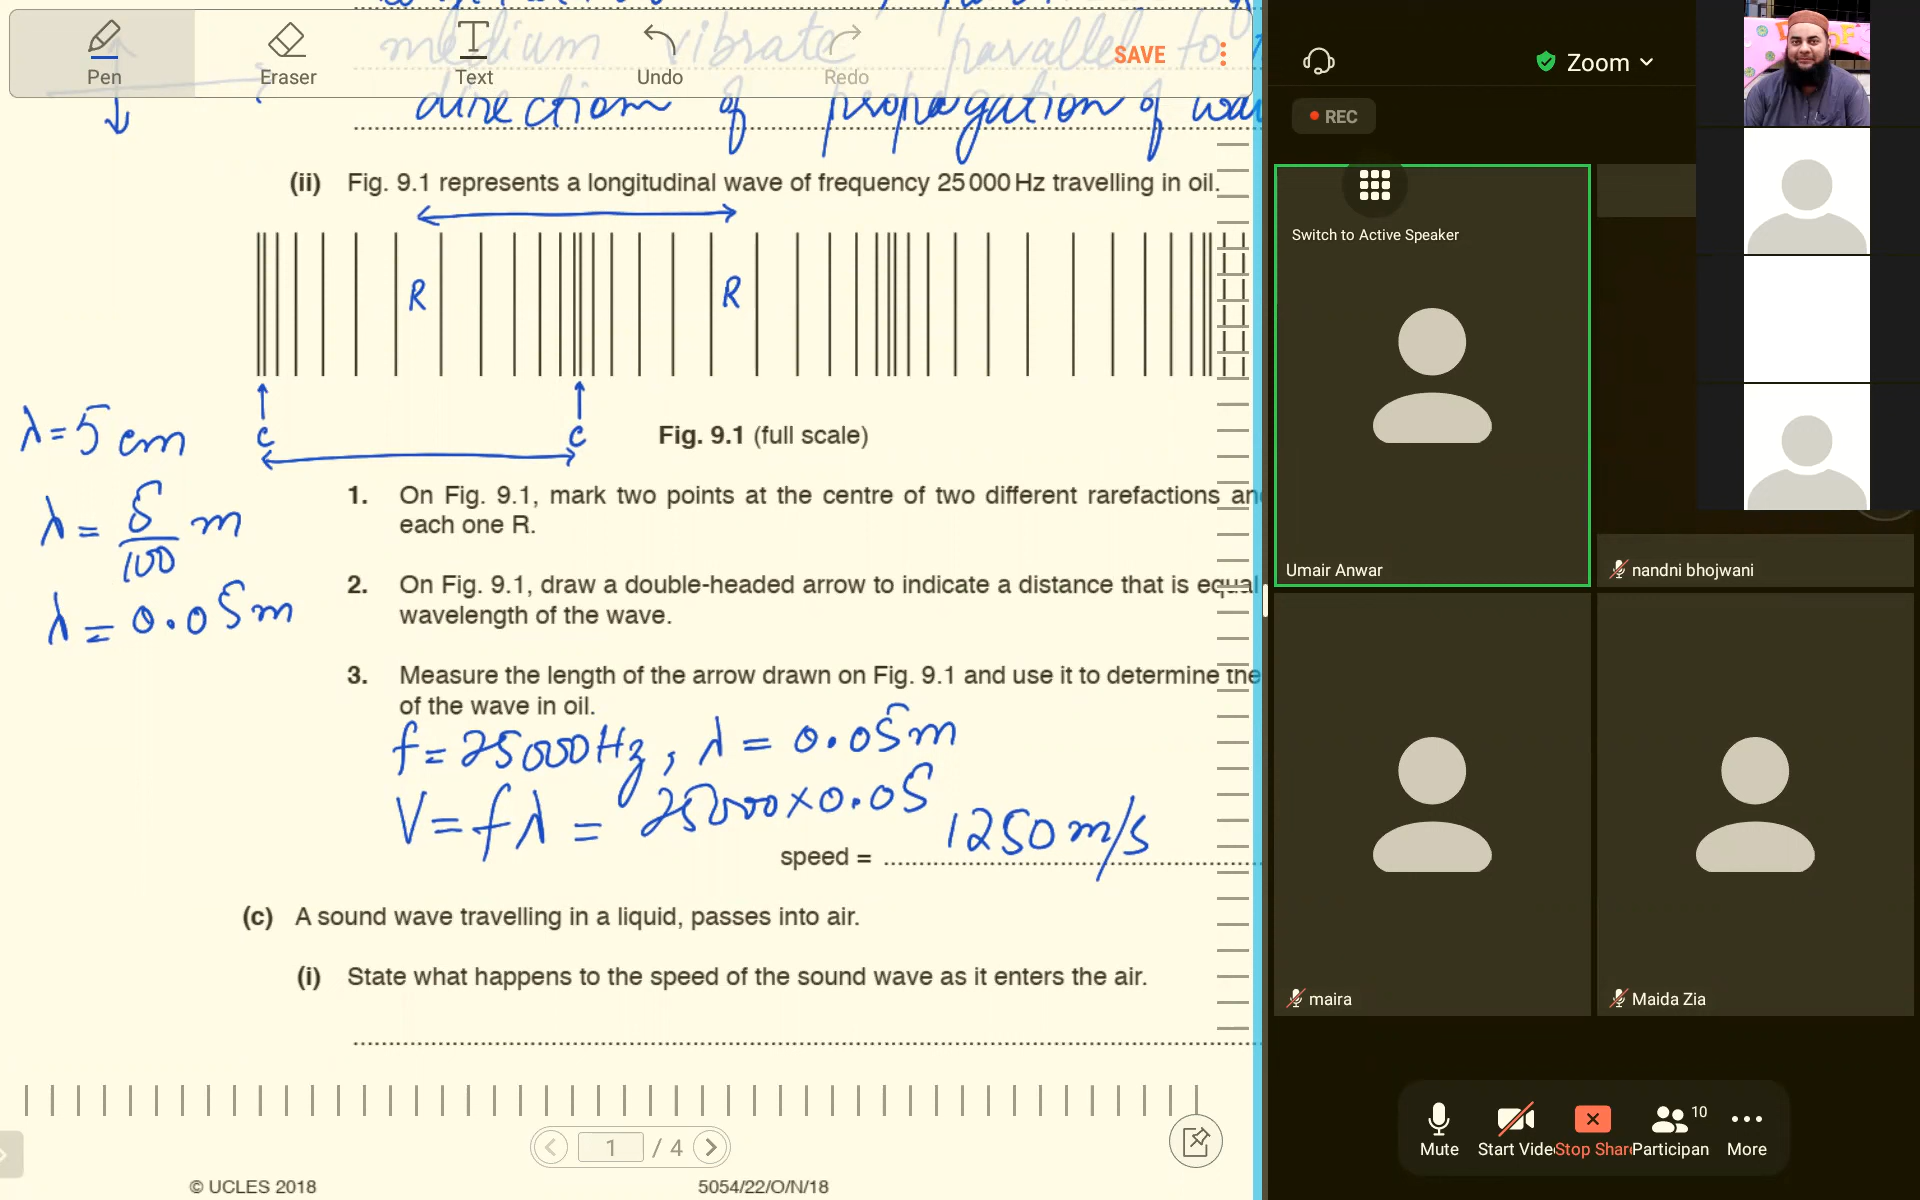 Pen
Eraser
Text
Undo
Redo
SAVE
medium vibrate parallel to
direction of propagation of
(ii) Fig. 9.1 represents a longitudinal wave of frequency 25 000 Hz travelling in oil.
R R
C C
Fig. 9.1 (full scale)
λ = 5 cm
λ = 5/100 m
λ = 0.05 m
1. On Fig. 9.1, mark two points at the centre of two different rarefactions an
each one R.
2. On Fig. 9.1, draw a double-headed arrow to indicate a distance that is equal
wavelength of the wave.
3. Measure the length of the arrow drawn on Fig. 9.1 and use it to determine the
of the wave in oil.
f = 25000 Hz, λ = 0.05 m
V = fλ = 25000 × 0.05
speed = 1250 m/s
(c) A sound wave travelling in a liquid, passes into air.
(i) State what happens to the speed of the sound wave as it enters the air.
1 / 4
© UCLES 2018
5054/22/O/N/18
Zoom
REC
Switch to Active Speaker
Umair Anwar
nandni bhojwani
maira
Maida Zia
Mute
Start Vide
Stop Shar
Participan
10
More